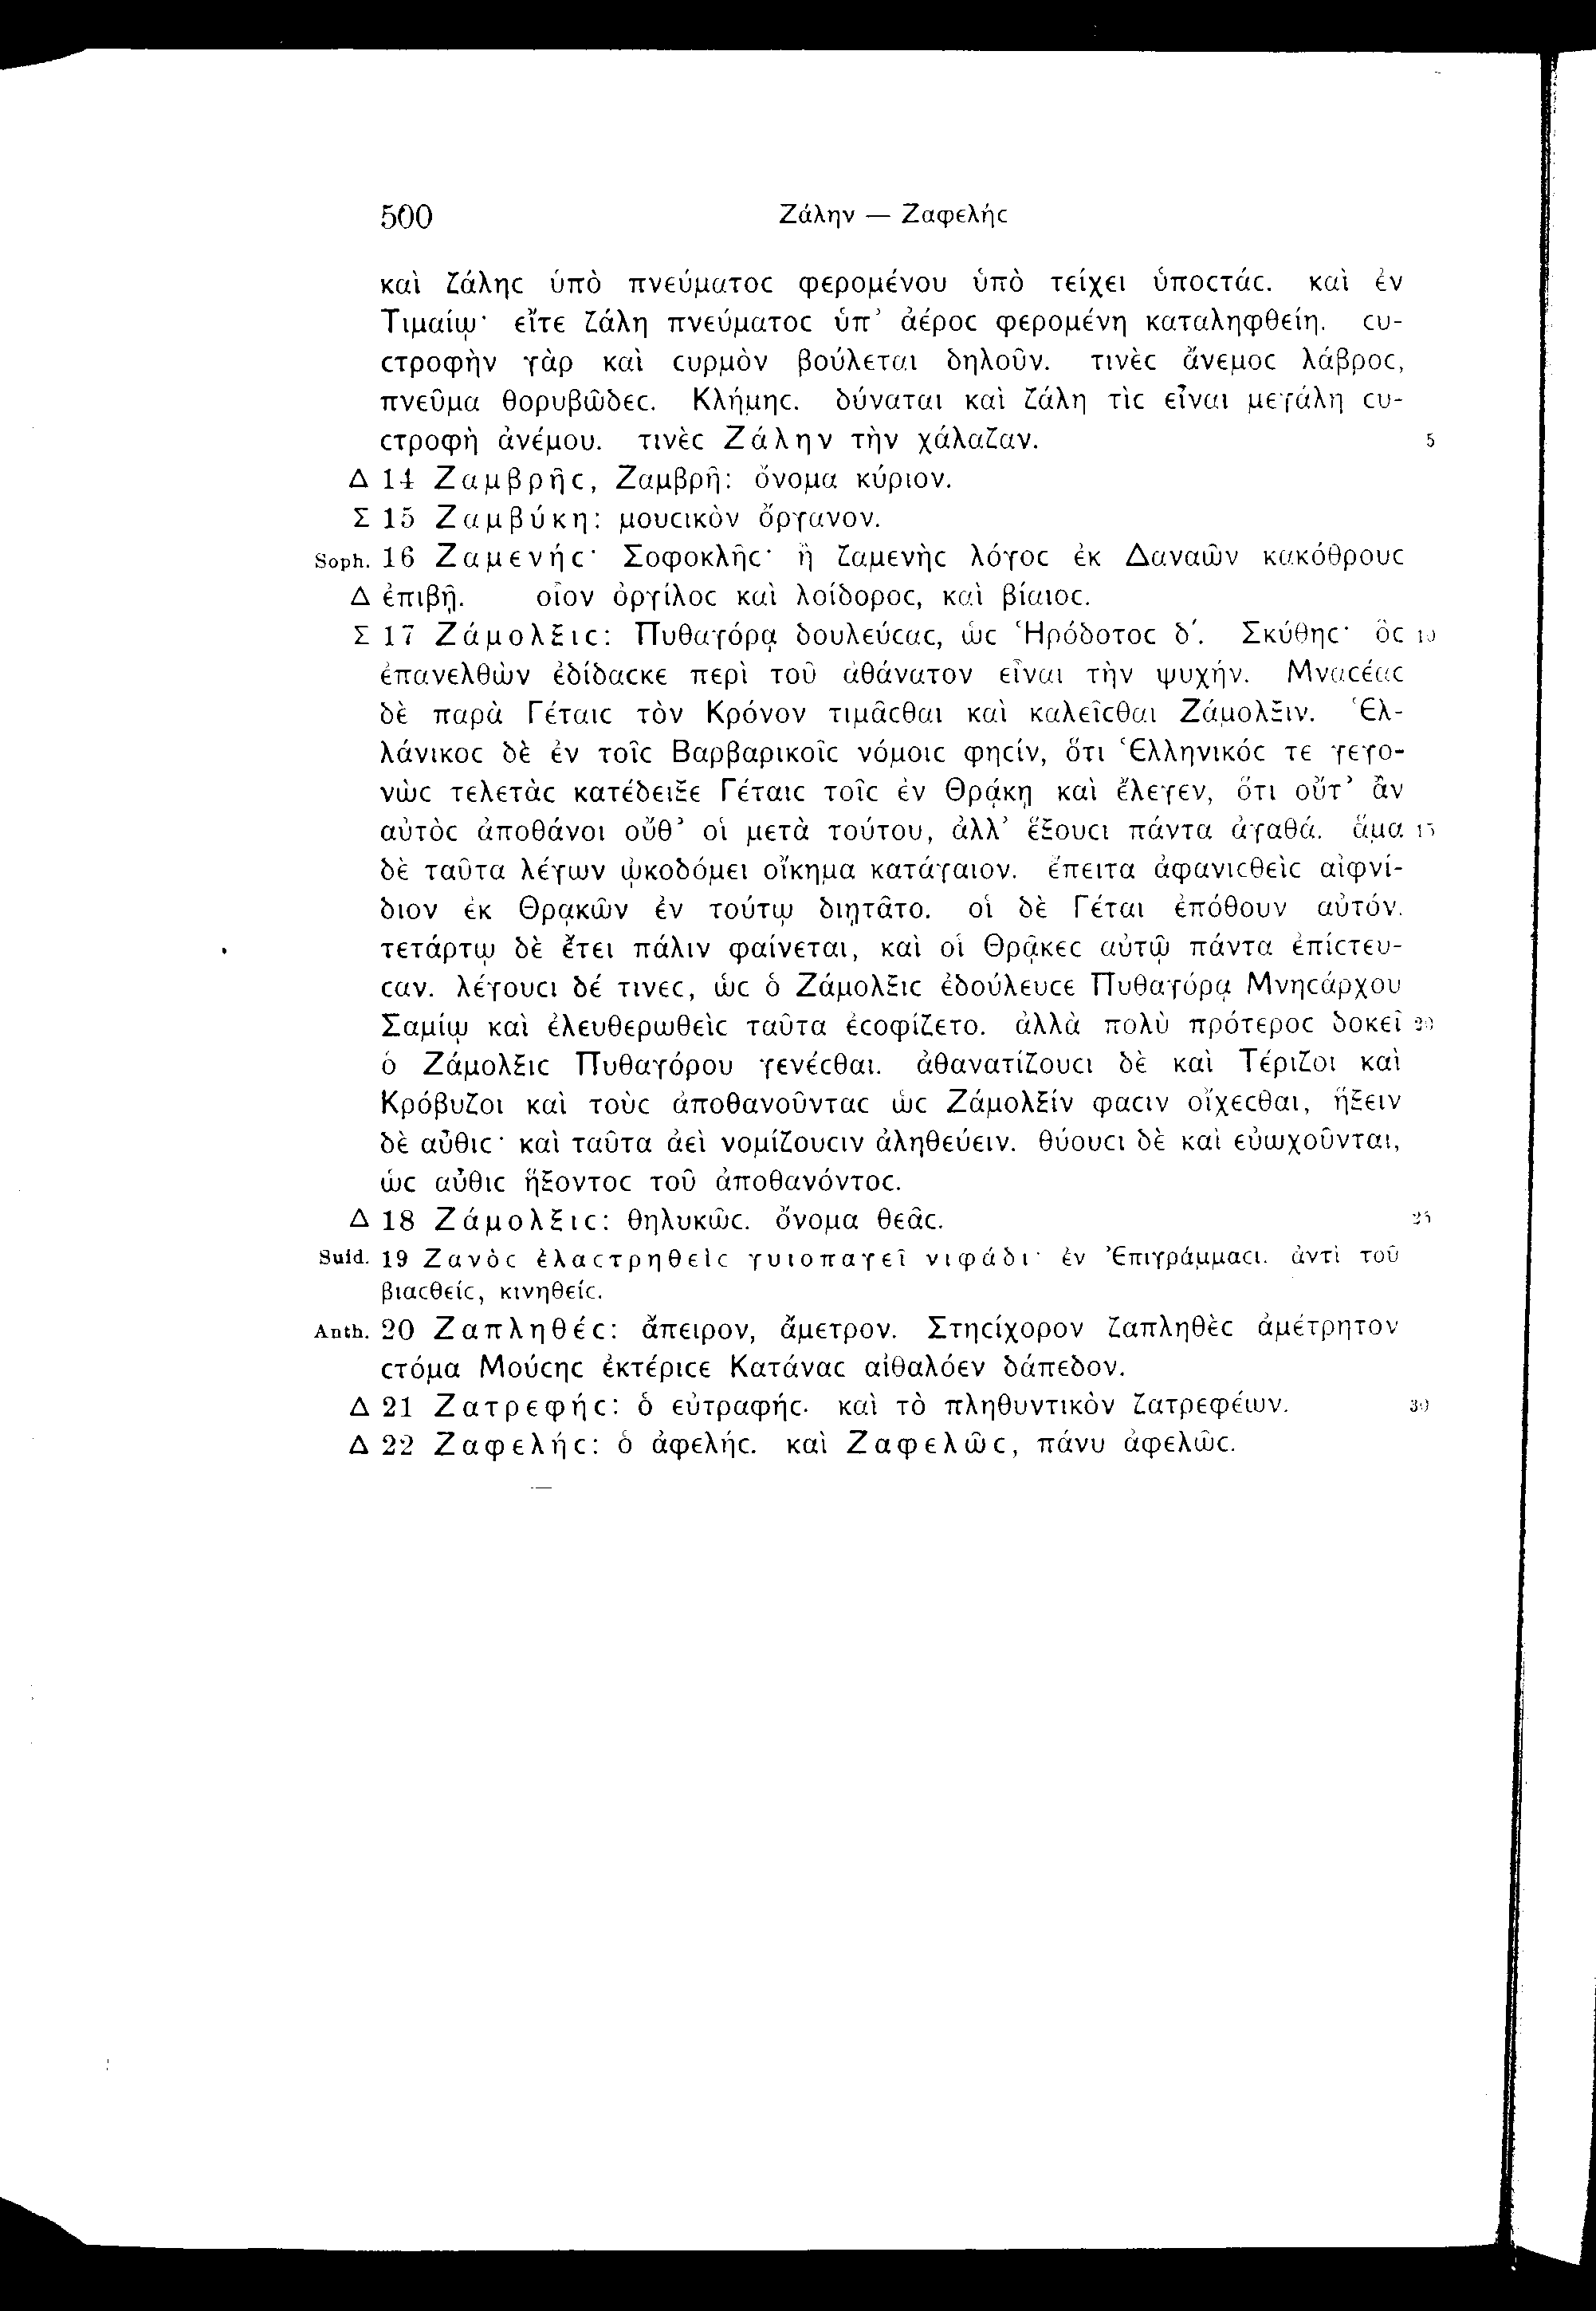 500 Ζάλην — Ζαφελήϲ
καὶ ζάληϲ ὑπὸ πνεύματοϲ φερομένου ὑπὸ τείχει ὑποϲτάϲ. καὶ ἐν
Τιμαίῳ· εἴτε ζάλη πνεύματοϲ ὑπ’ ἀέροϲ φερομένη καταληφθείη. ϲυ-
ϲτροφὴν γὰρ καὶ ϲυρμὸν βούλεται δηλοῦν. τινὲϲ ἄνεμοϲ λάβροϲ,
πνεῦμα θορυβῶδεϲ. Κλήμηϲ. δύναται καὶ ζάλη τὶϲ εἶναι μεγάλη ϲυ-
ϲτροφὴ ἀνέμου. τινὲϲ Ζάλην τὴν χάλαζαν. 5
Δ 14 Ζαμβρῆϲ, Ζαμβρῆ: ὄνομα κύριον.
Σ 15 Ζαμβύκη: μουϲικὸν ὄργανον.
Soph. 16 Ζαμενήϲ· Σοφοκλῆϲ· ἢ ζαμενὴϲ λόγοϲ ἐκ Δαναῶν κακόθρουϲ
Δ ἐπιβῇ. οἷον ὀργίλοϲ καὶ λοίδοροϲ, καὶ βίαιοϲ.
Σ 17 Ζάμολξιϲ: Πυθαγόρᾳ δουλεύϲαϲ, ὡϲ Ἡρόδοτοϲ δ΄. Σκύθηϲ· ὃϲ 10
ἐπανελθὼν ἐδίδαϲκε περὶ τοῦ ἀθάνατον εἶναι τὴν ψυχήν. Μναϲέαϲ
δὲ παρὰ Γέταιϲ τὸν Κρόνον τιμᾶϲθαι καὶ καλεῖϲθαι Ζάμολξιν. Ἑλ-
λάνικοϲ δὲ ἐν τοῖϲ Βαρβαρικοῖϲ νόμοιϲ φηϲίν, ὅτι Ἑλληνικόϲ τε γεγο-
νὼϲ τελετὰϲ κατέδειξε Γέταιϲ τοῖϲ ἐν Θρᾴκῃ καὶ ἔλεγεν, ὅτι οὔτ’ ἂν
αὐτὸϲ ἀποθάνοι οὔθ’ οἱ μετὰ τούτου, ἀλλ’ ἕξουϲι πάντα ἀγαθά. ἅμα 15
δὲ ταῦτα λέγων ᾠκοδόμει οἴκημα κατάγαιον. ἔπειτα ἀφανιϲθεὶϲ αἰφνί-
διον ἐκ Θρᾳκῶν ἐν τούτῳ διῃτᾶτο. οἱ δὲ Γέται ἐπόθουν αὐτόν.
τετάρτῳ δὲ ἔτει πάλιν φαίνεται, καὶ οἱ Θρᾷκεϲ αὐτῷ πάντα ἐπίϲτευ-
ϲαν. λέγουϲι δέ τινεϲ, ὡϲ ὁ Ζάμολξιϲ ἐδούλευϲε Πυθαγόρᾳ Μνηϲάρχου
Σαμίῳ καὶ ἐλευθερωθεὶϲ ταῦτα ἐϲοφίζετο. ἀλλὰ πολὺ πρότεροϲ δοκεῖ 20
ὁ Ζάμολξιϲ Πυθαγόρου γενέϲθαι. ἀθανατίζουϲι δὲ καὶ Τέριζοι καὶ
Κρόβυζοι καὶ τοὺϲ ἀποθανοῦνταϲ ὡϲ Ζάμολξίν φαϲιν οἴχεϲθαι, ἥξειν
δὲ αὖθιϲ· καὶ ταῦτα ἀεὶ νομίζουϲιν ἀληθεύειν. θύουϲι δὲ καὶ εὐωχοῦνται,
ὡϲ αὖθιϲ ἥξοντοϲ τοῦ ἀποθανόντοϲ.
Δ 18 Ζάμολξιϲ: θηλυκῶϲ. ὄνομα θεᾶϲ. 25
Suid. 19 Ζανὸϲ ἐλαϲτρηθεὶϲ γυιοπαγεῖ νιφάδι· ἐν Ἐπιγράμμαϲι. ἀντὶ τοῦ
βιαϲθείϲ, κινηθείϲ.
Anth. 20 Ζαπληθέϲ: ἄπειρον, ἄμετρον. Στηϲίχορον ζαπληθὲϲ ἀμέτρητον
ϲτόμα Μούϲηϲ ἐκτέριϲε Κατάναϲ αἰθαλόεν δάπεδον.
Δ 21 Ζατρεφήϲ: ὁ εὐτραφήϲ. καὶ τὸ πληθυντικὸν ζατρεφέων. 30
Δ 22 Ζαφελήϲ: ὁ ἀφελήϲ. καὶ Ζαφελῶϲ, πάνυ ἀφελῶϲ.